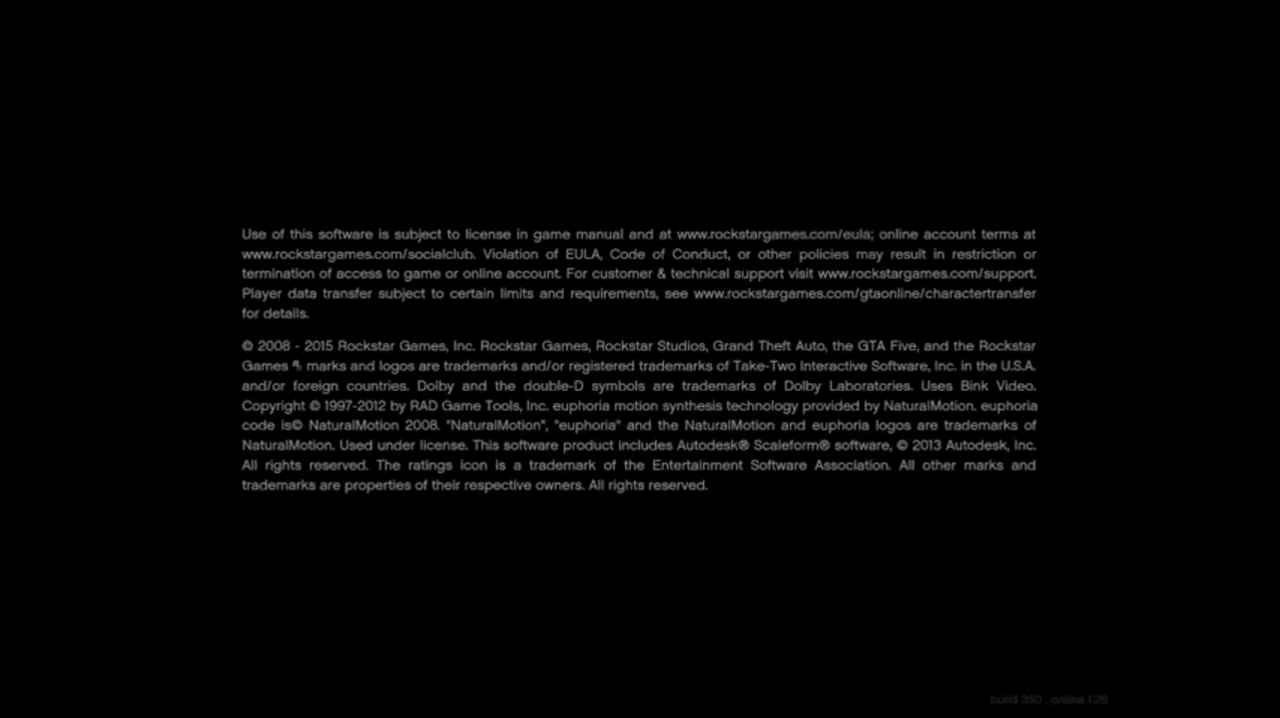 Use of this software is subject to license in game manual and at www.rockstargames.com/eula; online account terms at
www.rockstargames.com/socialclub. Violation of EULA, Code of Conduct, or other policies may result in restriction or
termination of access to game or online account. For customer & technical support visit www.rockstargames.com/support.
Player data transfer subject to certain limits and requirements, see www.rockstargames.com/gtaonline/charactertransfer
for details.
© 2008 - 2015 Rockstar Games, Inc. Rockstar Games, Rockstar Studios, Grand Theft Auto, the GTA Five, and the Rockstar
Games R* marks and logos are trademarks and/or registered trademarks of Take-Two Interactive Software, Inc. in the U.S.A.
and/or foreign countries. Dolby and the double-D symbols are trademarks of Dolby Laboratories. Uses Bink Video.
Copyright © 1997-2012 by RAD Game Tools, Inc. euphoria motion synthesis technology provided by NaturalMotion. euphoria
code is© NaturalMotion 2008. "NaturalMotion", "euphoria" and the NaturalMotion and euphoria logos are trademarks of
NaturalMotion. Used under license. This software product includes Autodesk® Scaleform® software, © 2013 Autodesk, Inc.
All rights reserved. The ratings icon is a trademark of the Entertainment Software Association. All other marks and
trademarks are properties of their respective owners. All rights reserved.
build 350 online 1.26